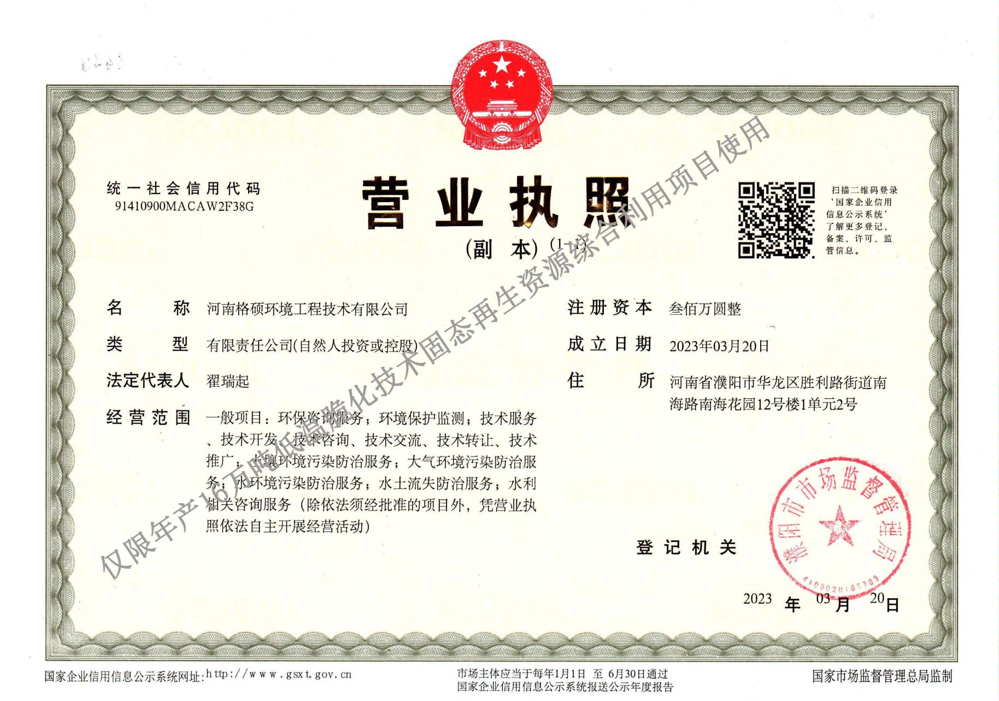 统一社会信用代码
91410900MACAW2F38G
营业执照
(副 本) (1-1)
扫描二维码登录
‘国家企业信用
信息公示系统’
了解更多登记、
备案、许可、监
管信息。
名 称 河南格硕环境工程技术有限公司
类 型 有限责任公司(自然人投资或控股)
法定代表人 翟瑞起
经营范围 一般项目：环保咨询服务；环境保护监测；技术服务
、技术开发、技术咨询、技术交流、技术转让、技术
推广；土壤环境污染防治服务；大气环境污染防治服
务；水环境污染防治服务；水土流失防治服务；水利
相关咨询服务（除依法须经批准的项目外，凭营业执
照依法自主开展经营活动）
注册资本 叁佰万圆整
成立日期 2023年03月20日
住 所 河南省濮阳市华龙区胜利路街道南
海路南海花园12号楼1单元2号
仅限年产16万吨低温脆化技术固态再生资源综合利用项目使用
登记机关
濮阳市市场监督管理局
4109020165783
2023 年 03 月 20 日
国家企业信用信息公示系统网址:http://www.gsxt.gov.cn
市场主体应当于每年1月1日 至 6月30日通过
国家企业信用信息公示系统报送公示年度报告
国家市场监督管理总局监制